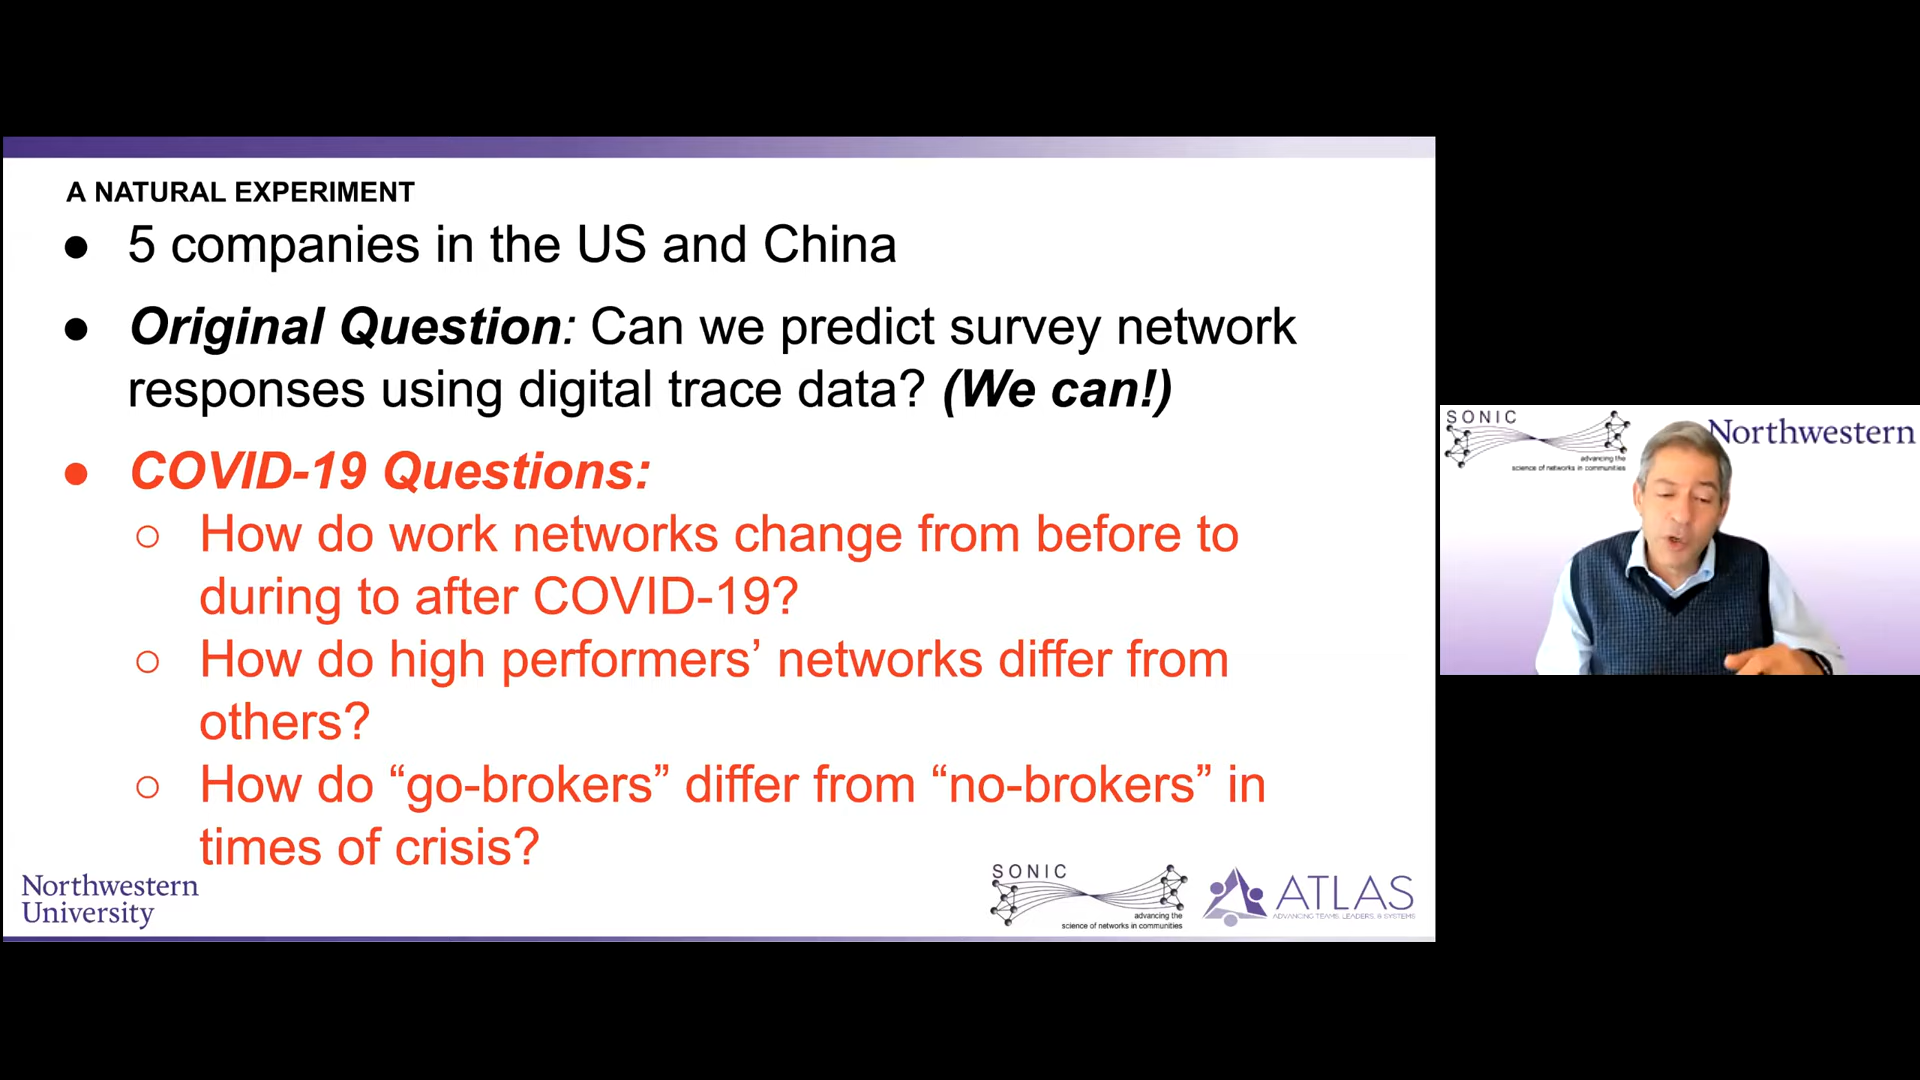 A NATURAL EXPERIMENT
● 5 companies in the US and China
● Original Question: Can we predict survey network
responses using digital trace data? (We can!)
● COVID-19 Questions:
○ How do work networks change from before to
during to after COVID-19?
○ How do high performers’ networks differ from
others?
○ How do “go-brokers” differ from “no-brokers” in
times of crisis?
Northwestern
University
SONIC
advancing the
science of networks in communities
ATLAS
ADVANCING TEAMS, LEADERS, & SYSTEMS
SONIC
advancing the
science of networks in communities
Northwestern